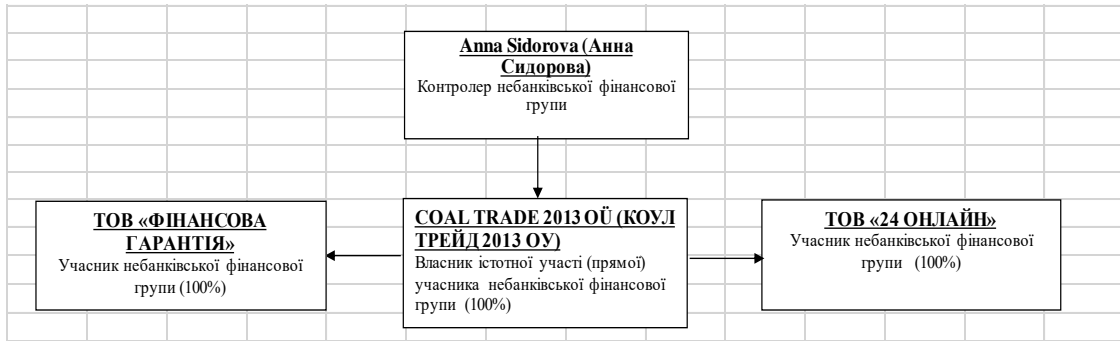 Anna Sidorova (Анна
Сидорова)
Контролер небанківської фінансової
групи
ТОВ «ФІНАНСОВА
ГАРАНТІЯ»
Учасник небанківської фінансової
групи (100%)
COAL TRADE 2013 OÜ (КОУЛ
ТРЕЙД 2013 ОУ)
Власник істотної участі (прямої)
учасника небанківської фінансової
групи (100%)
ТОВ «24 ОНЛАЙН»
Учасник небанківської фінансової
групи (100%)